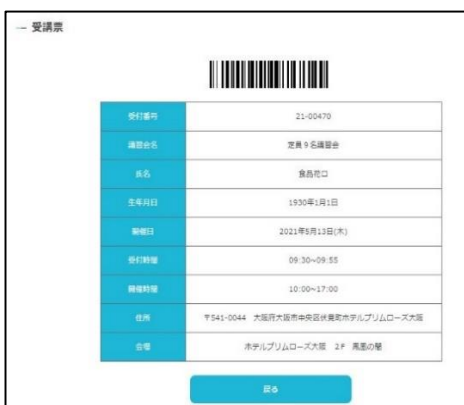 受講票
受付番号 21-00470
講習会名 定員9名講習会
氏名 食品花口
生年月日 1930年1月1日
開催日 2021年5月13日(木)
受付時間 09:30~09:55
開催時間 10:00~17:00
住所 〒541-0044 大阪府大阪市中央区伏見町ホテルプリムローズ大阪
会場 ホテルプリムローズ大阪 2F 鳳凰の間
戻る